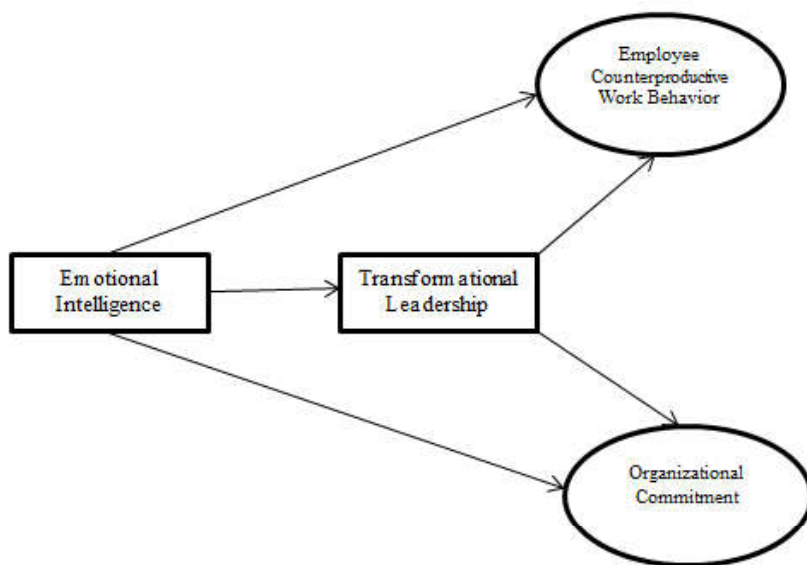 Employee
Counterproductive
Work Behavior
Emotional
Intelligence
Transformational
Leadership
Organizational
Commitment